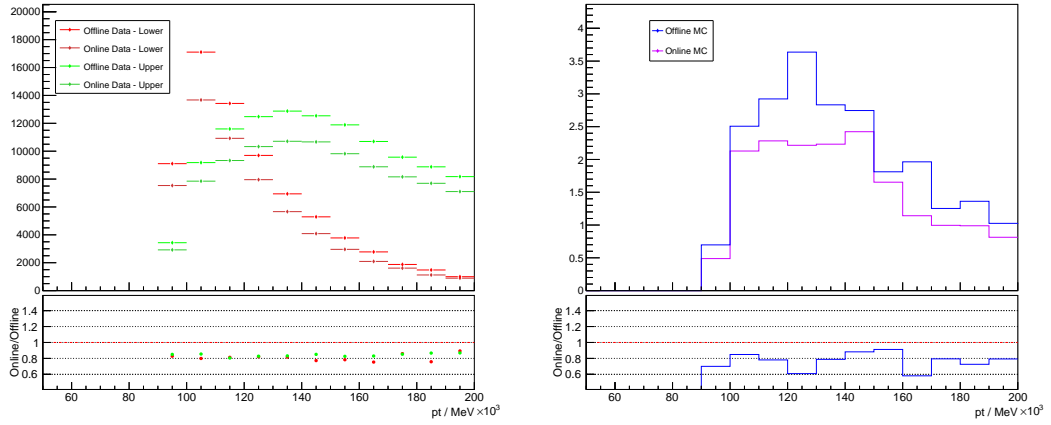 20000
18000
16000
14000
12000
10000
8000
6000
4000
2000
0
Offline Data - Lower
Online Data - Lower
Offline Data - Upper
Online Data - Upper
Online/Offline
1.4
1.2
1
0.8
0.6
60 80 100 120 140 160 180 200
pt / MeV ×10³
4
3.5
3
2.5
2
1.5
1
0.5
0
Offline MC
Online MC
Online/Offline
1.4
1.2
1
0.8
0.6
60 80 100 120 140 160 180 200
pt / MeV ×10³